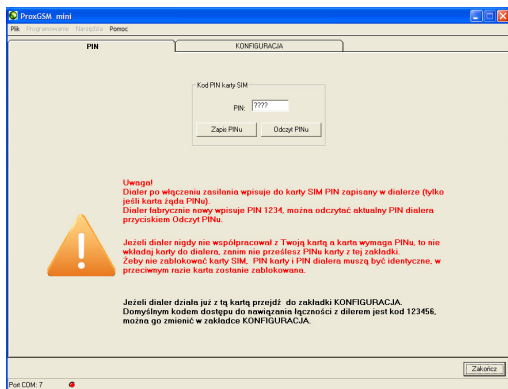 ProxGSM mini
Plik Programowanie Narzędzia Pomoc
PIN KONFIGURACJA
Kod PIN karty SIM
PIN: ????
Zapis PINu Odczyt PINu
Uwaga!
Dialer po włączeniu zasilania wpisuje do karty SIM PIN zapisany w dialerze (tylko
jeśli karta żąda PINu).
Dialer fabrycznie nowy wpisuje PIN 1234, można odczytać aktualny PIN dialera
przyciskiem Odczyt PINu.
Jeżeli dialer nigdy nie współpracował z Twoją kartą a karta wymaga PINu, to nie
wkładaj karty do dialera, zanim nie prześlesz PINu karty z tej zakładki.
Żeby nie zablokować karty SIM, PIN karty i PIN dialera muszą być identyczne, w
przeciwnym razie karta zostanie zablokowana.
Jeżeli dialer działa już z tą kartą przejdź do zakładki KONFIGURACJA.
Domyślnym kodem dostępu do nawiązania łączności z dilerem jest kod 123456,
można go zmienić w zakładce KONFIGURACJA.
Zakończ
Port COM: 7